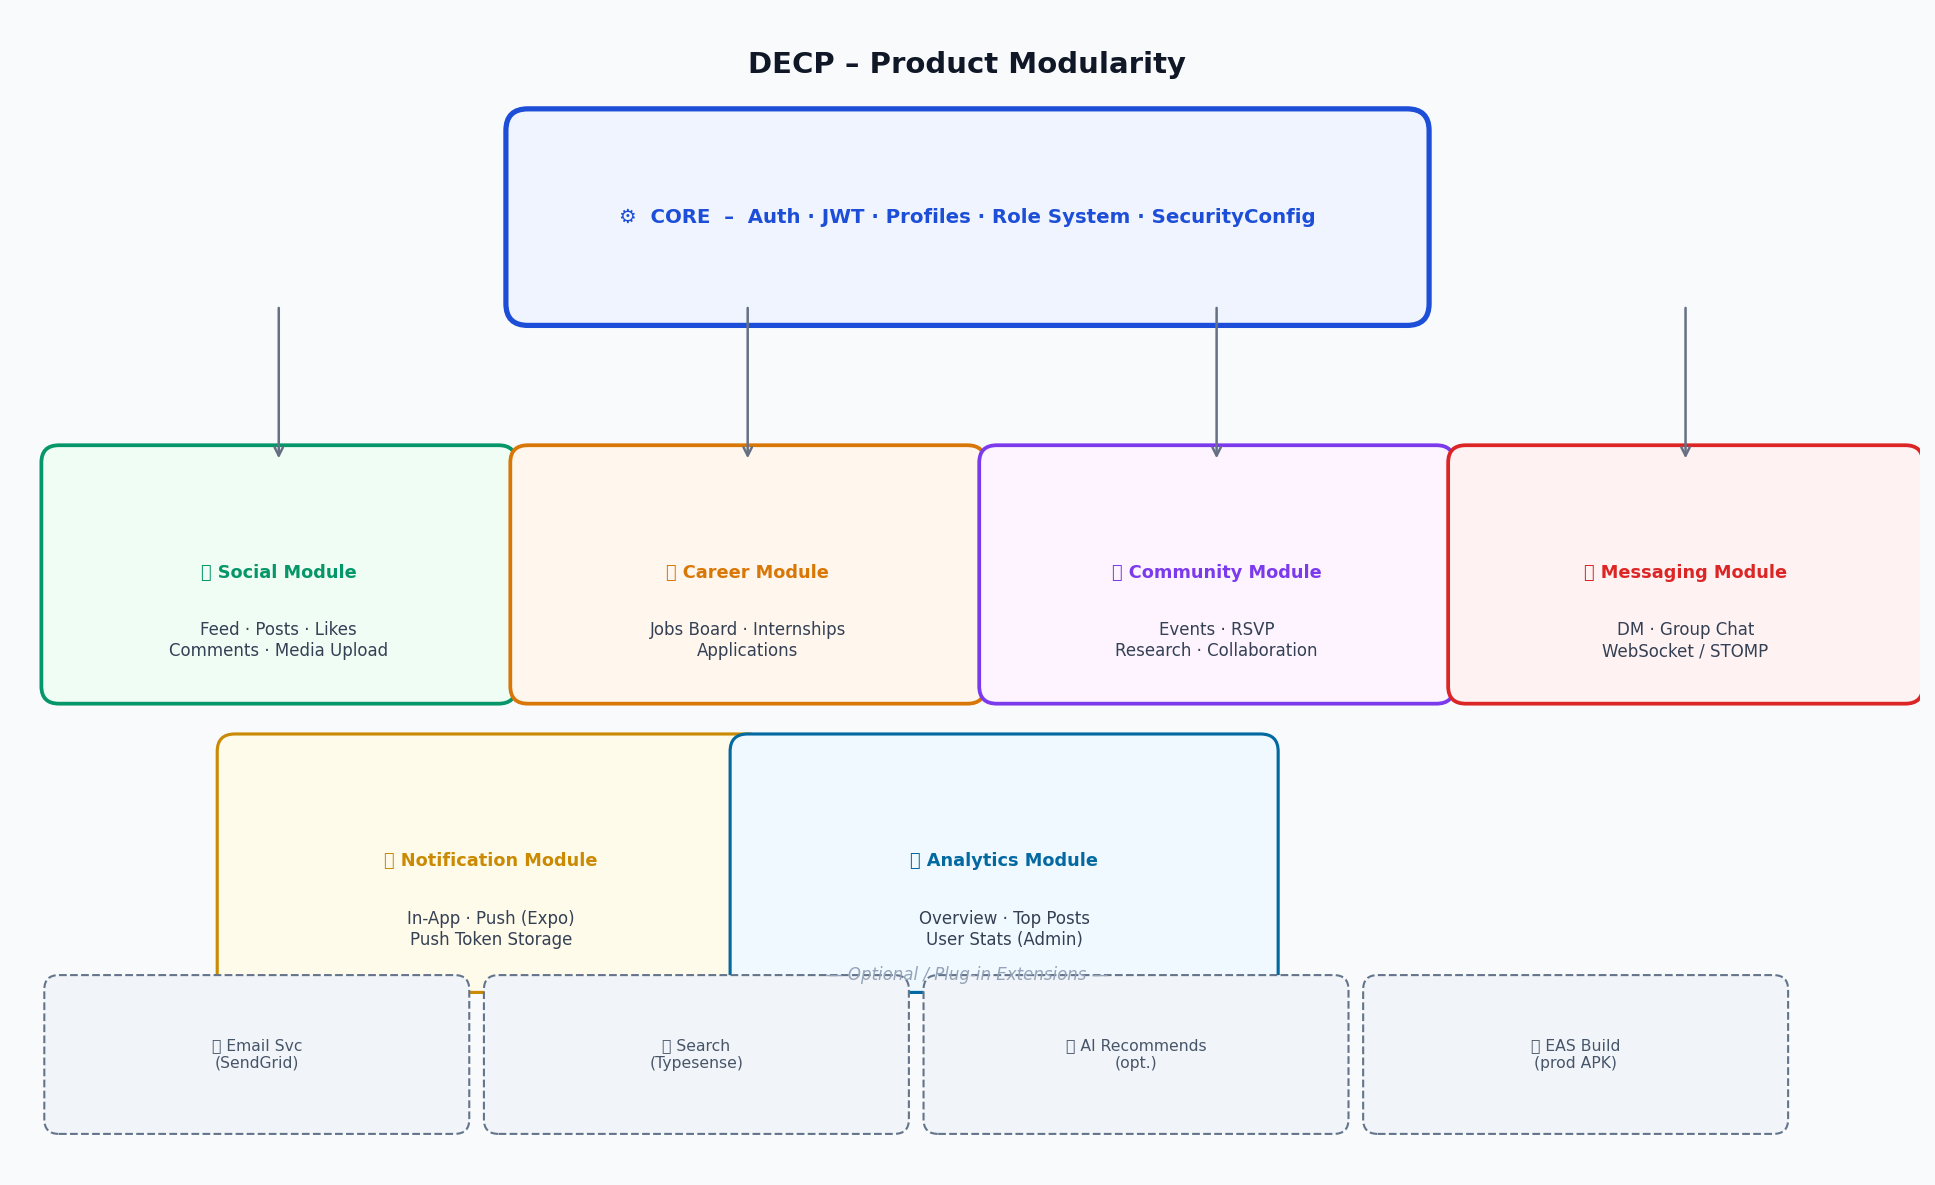 DECP – Product Modularity
⚙ CORE – Auth · JWT · Profiles · Role System · SecurityConfig
Social Module
Feed · Posts · Likes
Comments · Media Upload
Career Module
Jobs Board · Internships
Applications
Community Module
Events · RSVP
Research · Collaboration
Messaging Module
DM · Group Chat
WebSocket / STOMP
Notification Module
In-App · Push (Expo)
Push Token Storage
Analytics Module
Overview · Top Posts
User Stats (Admin)
— Optional / Plug-in Extensions —
Email Svc
(SendGrid)
Search
(Typesense)
AI Recommends
(opt.)
EAS Build
(prod APK)